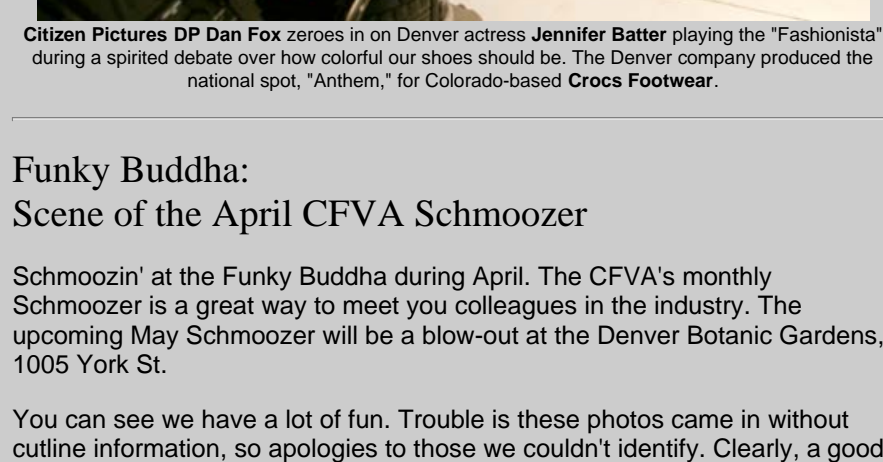 Citizen Pictures DP Dan Fox zeroes in on Denver actress Jennifer Batter playing the "Fashionista"
during a spirited debate over how colorful our shoes should be. The Denver company produced the
national spot, "Anthem," for Colorado-based Crocs Footwear.
Funky Buddha:
Scene of the April CFVA Schmoozer
Schmoozin' at the Funky Buddha during April. The CFVA's monthly
Schmoozer is a great way to meet you colleagues in the industry. The
upcoming May Schmoozer will be a blow-out at the Denver Botanic Gardens,
1005 York St.
You can see we have a lot of fun. Trouble is these photos came in without
cutline information, so apologies to those we couldn't identify. Clearly, a good